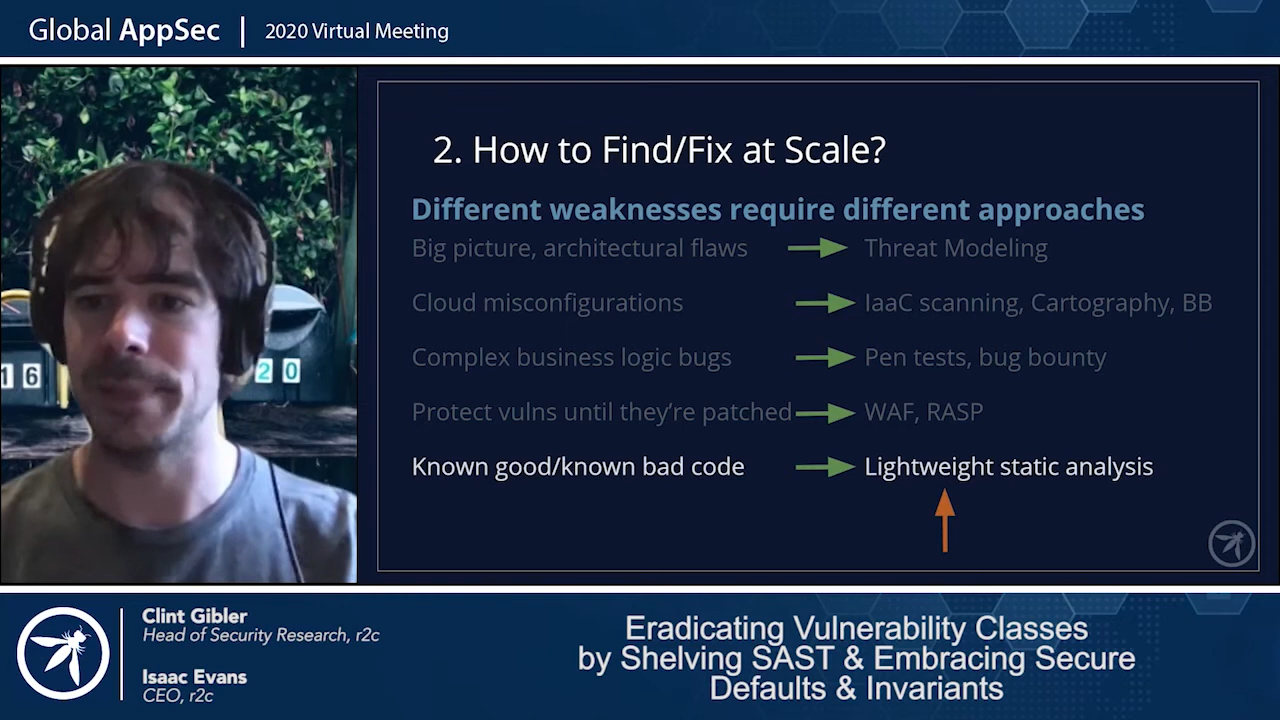 Global AppSec | 2020 Virtual Meeting
2. How to Find/Fix at Scale?
Different weaknesses require different approaches
Big picture, architectural flaws Threat Modeling
Cloud misconfigurations IaaC scanning, Cartography, BB
Complex business logic bugs Pen tests, bug bounty
Protect vulns until they’re patched WAF, RASP
Known good/known bad code Lightweight static analysis
16
20
Clint Gibler
Head of Security Research, r2c
Isaac Evans
CEO, r2c
Eradicating Vulnerability Classes
by Shelving SAST & Embracing Secure
Defaults & Invariants